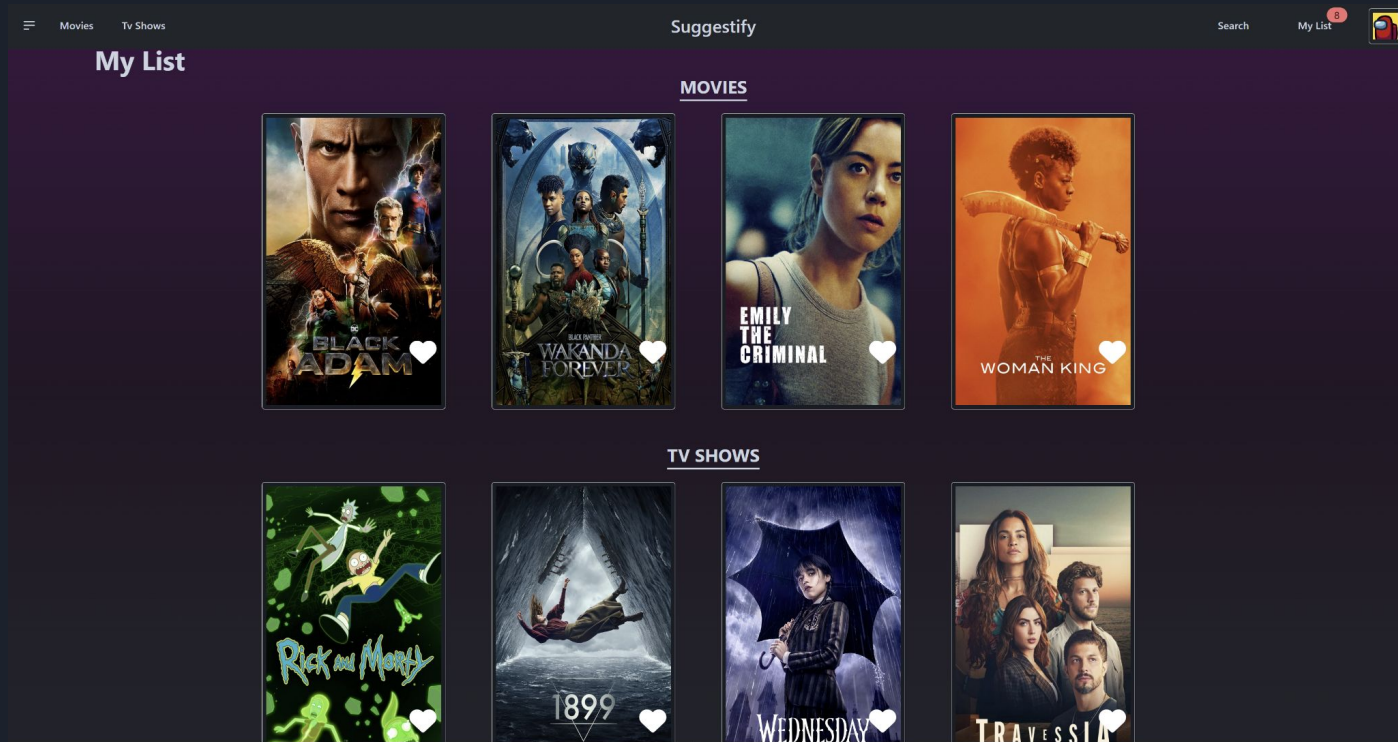 Movies
Tv Shows
Suggestify
Search
My List
8
My List
MOVIES
DC
BLACK
ADAM
BLACK PANTHER
WAKANDA
FOREVER
EMILY
THE
CRIMINAL
THE
WOMAN KING
TV SHOWS
RICK AND MORTY
1899
WEDNESDAY
TRAVESSIA